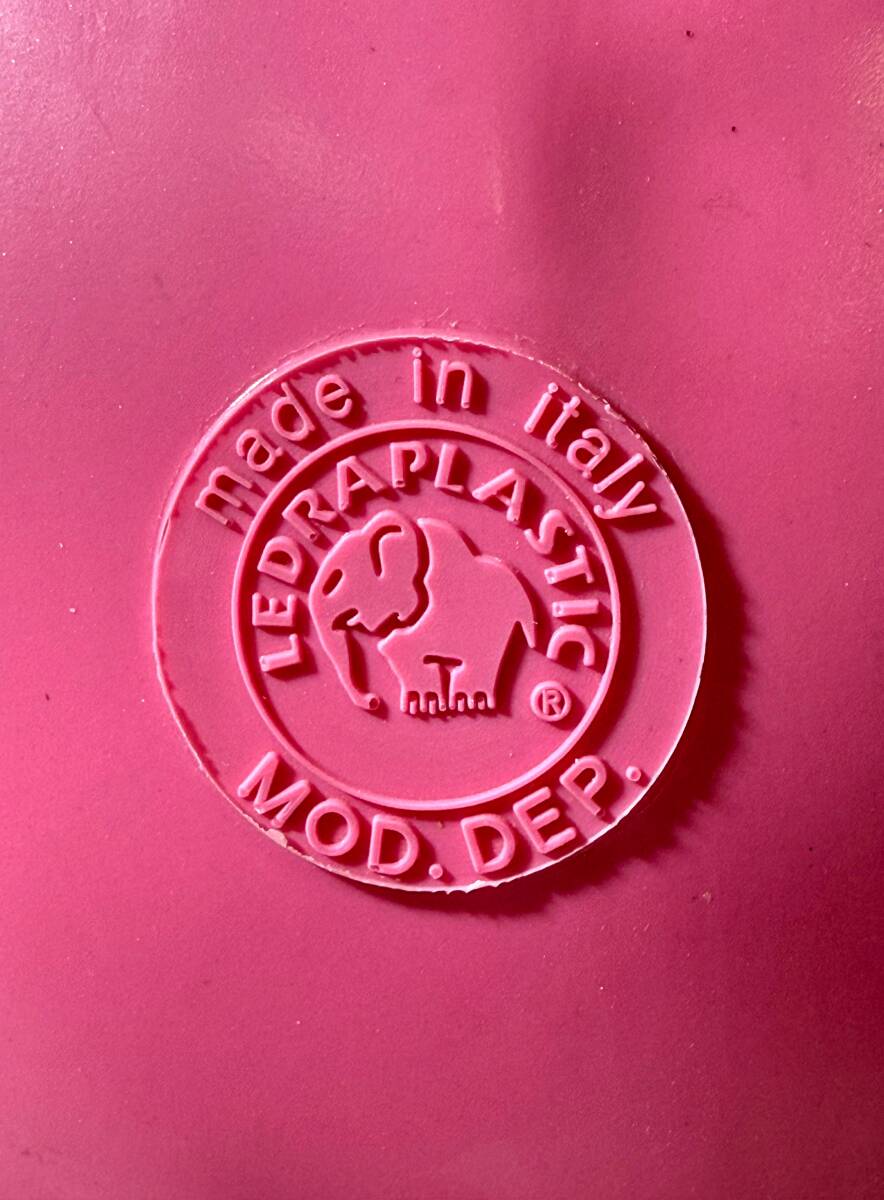 made in italy
LEDRAPLASTIC ®
MOD. DEP.